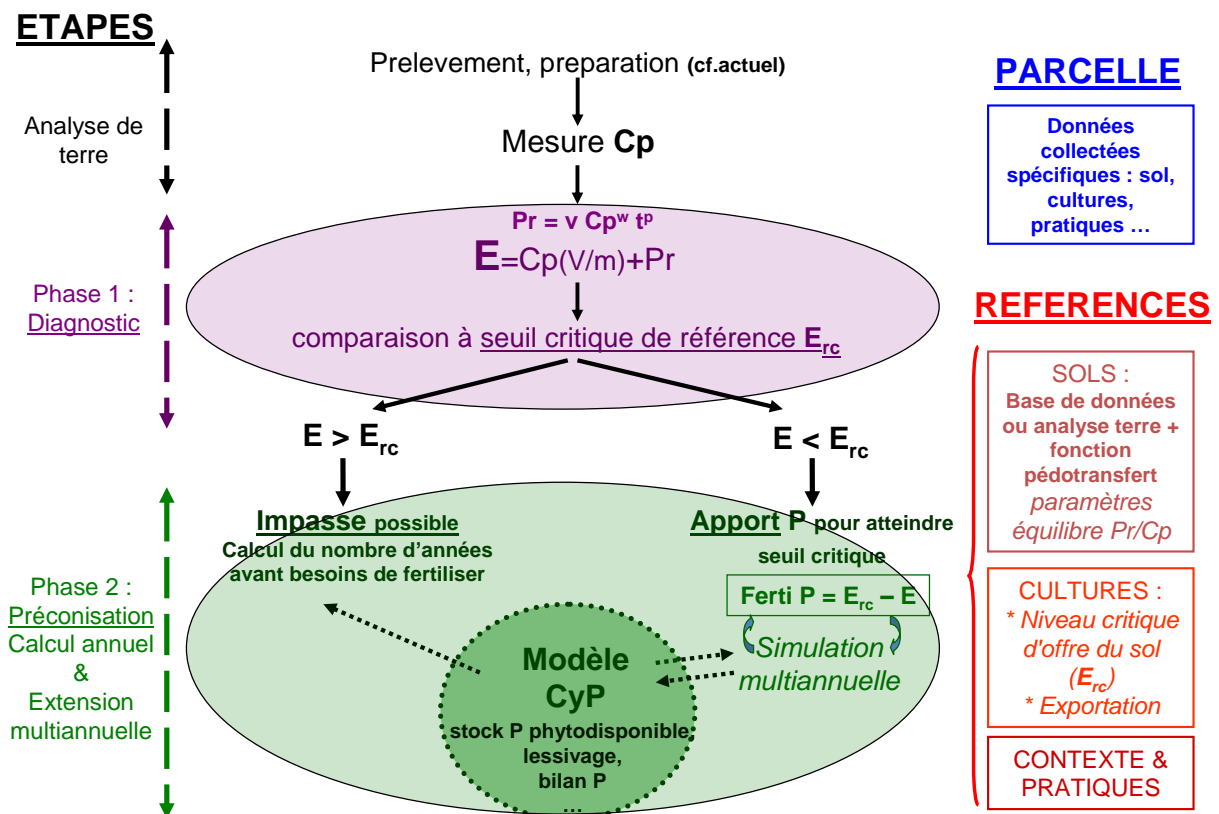 ETAPES
Analyse de
terre
Phase 1 :
Diagnostic
Phase 2 :
Préconisation
Calcul annuel
&
Extension
multiannuelle
Prelevement, preparation (cf.actuel)
Mesure Cp
Pr = v Cpʷ tᵖ
E=Cp(V/m)+Pr
comparaison à seuil critique de référence Erc
E > Erc
E < Erc
Impasse possible
Calcul du nombre d'années
avant besoins de fertiliser
Apport P pour atteindre
seuil critique
Ferti P = Erc – E
Simulation
multiannuelle
Modèle
CyP
stock P phytodisponible,
lessivage,
bilan P
...
PARCELLE
Données
collectées
spécifiques : sol,
cultures,
pratiques …
REFERENCES
SOLS :
Base de données
ou analyse terre +
fonction
pédotransfert
paramètres
équilibre Pr/Cp
CULTURES :
* Niveau critique
d'offre du sol
(Erc)
* Exportation
CONTEXTE &
PRATIQUES